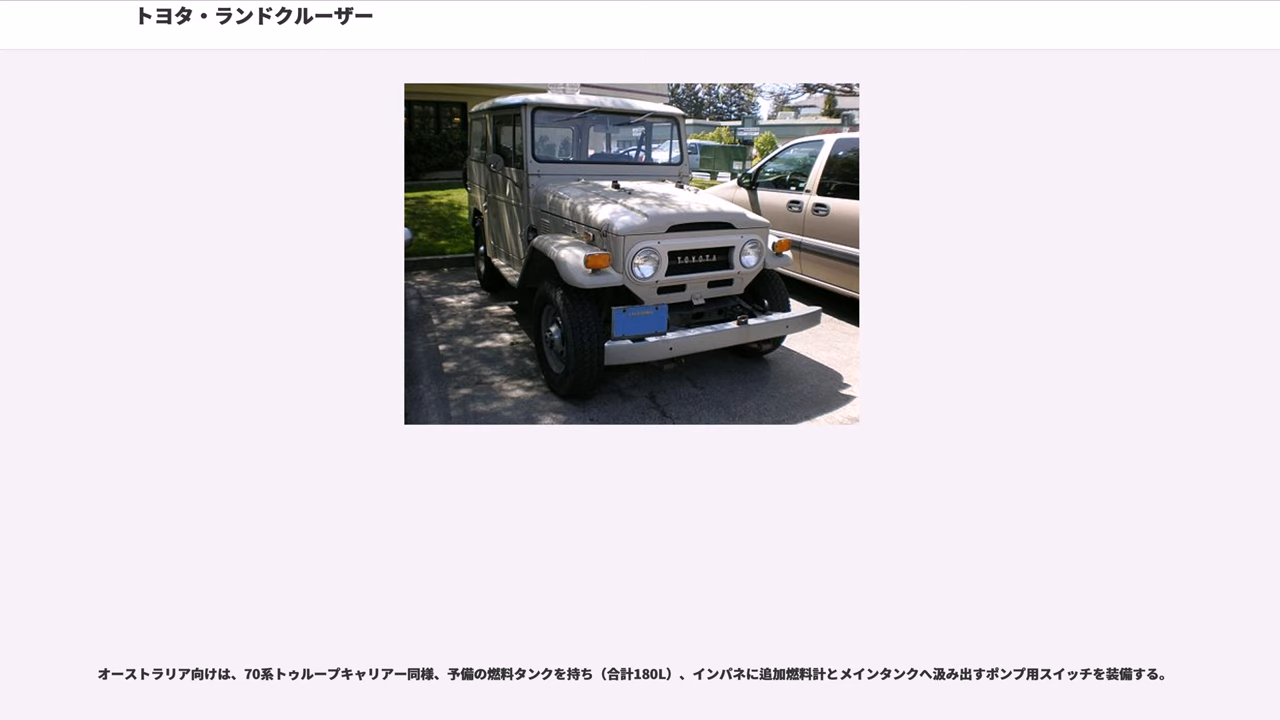 トヨタ・ランドクルーザー
TOYOTA
オーストラリア向けは、70系トゥループキャリアー同様、予備の燃料タンクを持ち（合計180L）、インパネに追加燃料計とメインタンクへ汲み出すポンプ用スイッチを装備する。